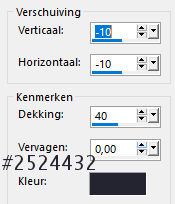 Verschuiving
Verticaal: -10
Horizontaal: -10
Kenmerken
Dekking: 40
Vervagen: 0,00
#2524432
Kleur: